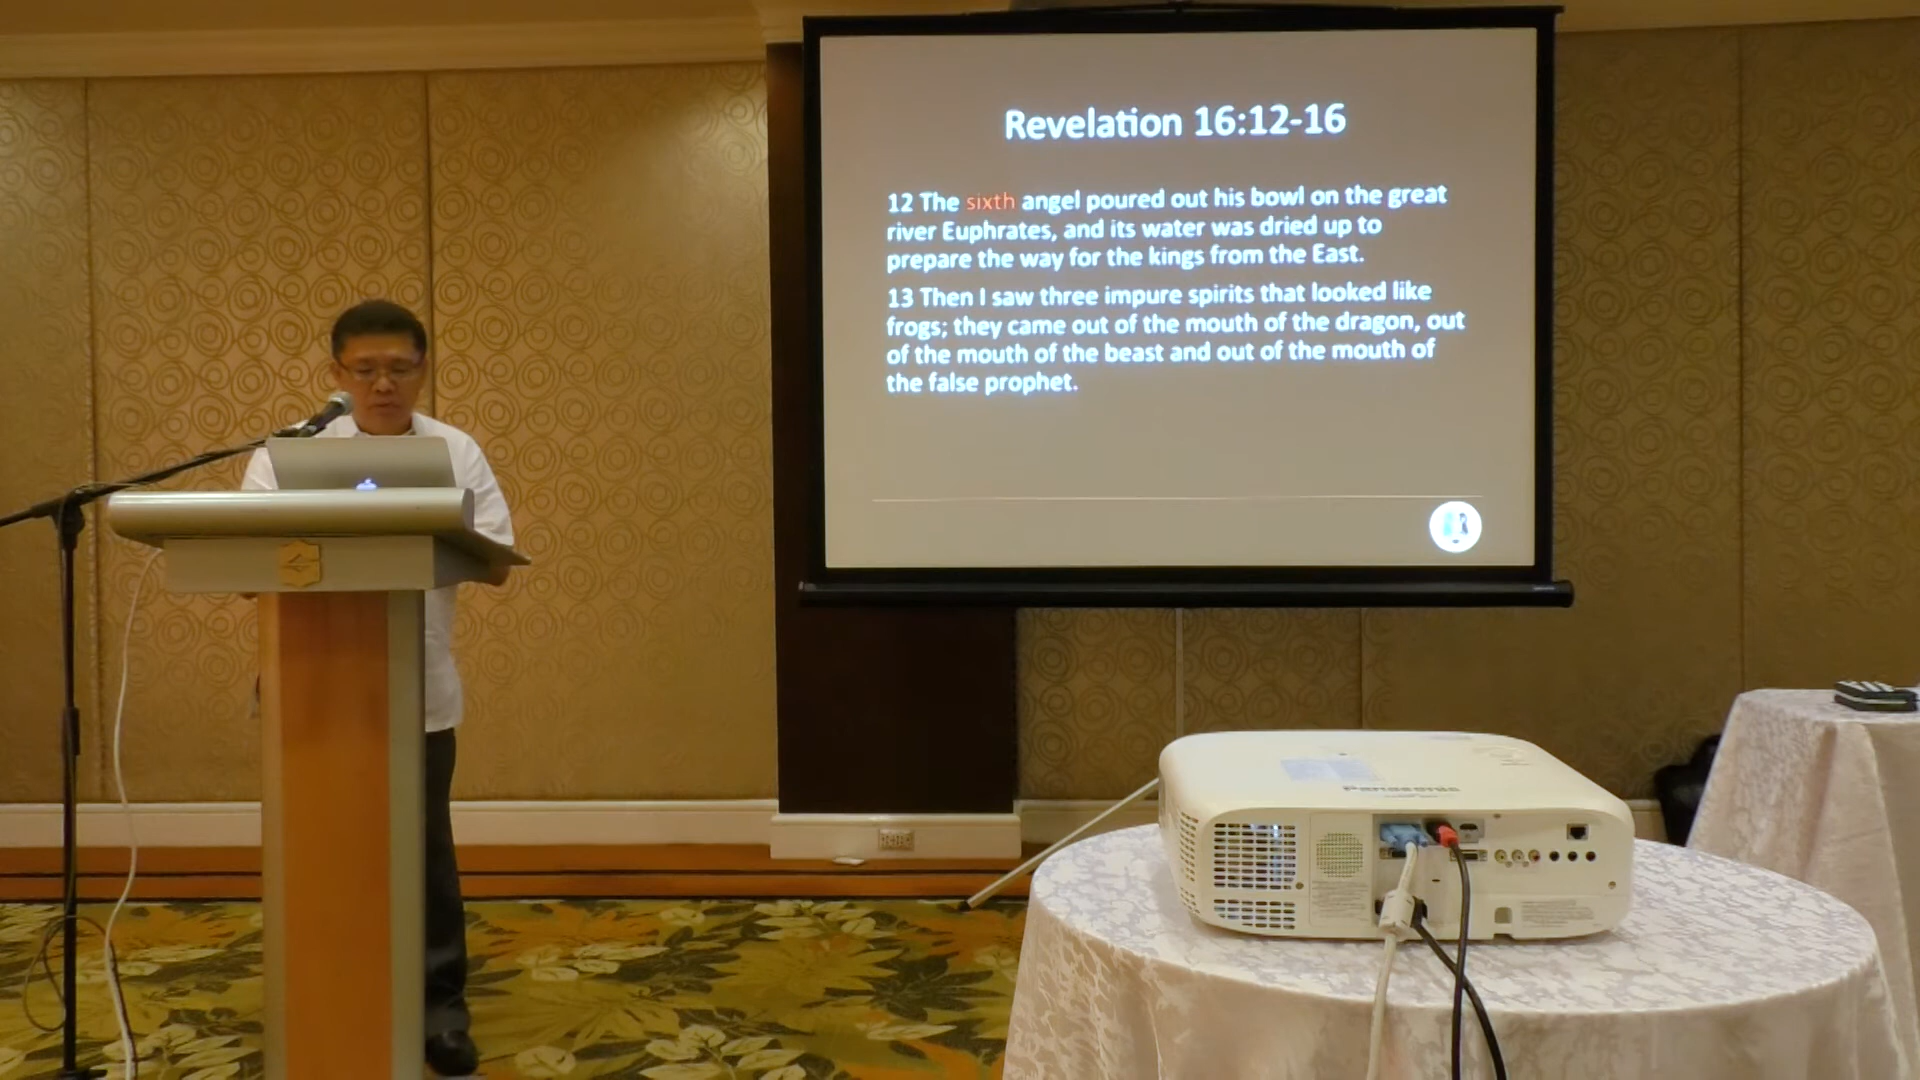 Revelation 16:12-16
12 The sixth angel poured out his bowl on the great
river Euphrates, and its water was dried up to
prepare the way for the kings from the East.
13 Then I saw three impure spirits that looked like
frogs; they came out of the mouth of the dragon, out
of the mouth of the beast and out of the mouth of
the false prophet.
Panasonic